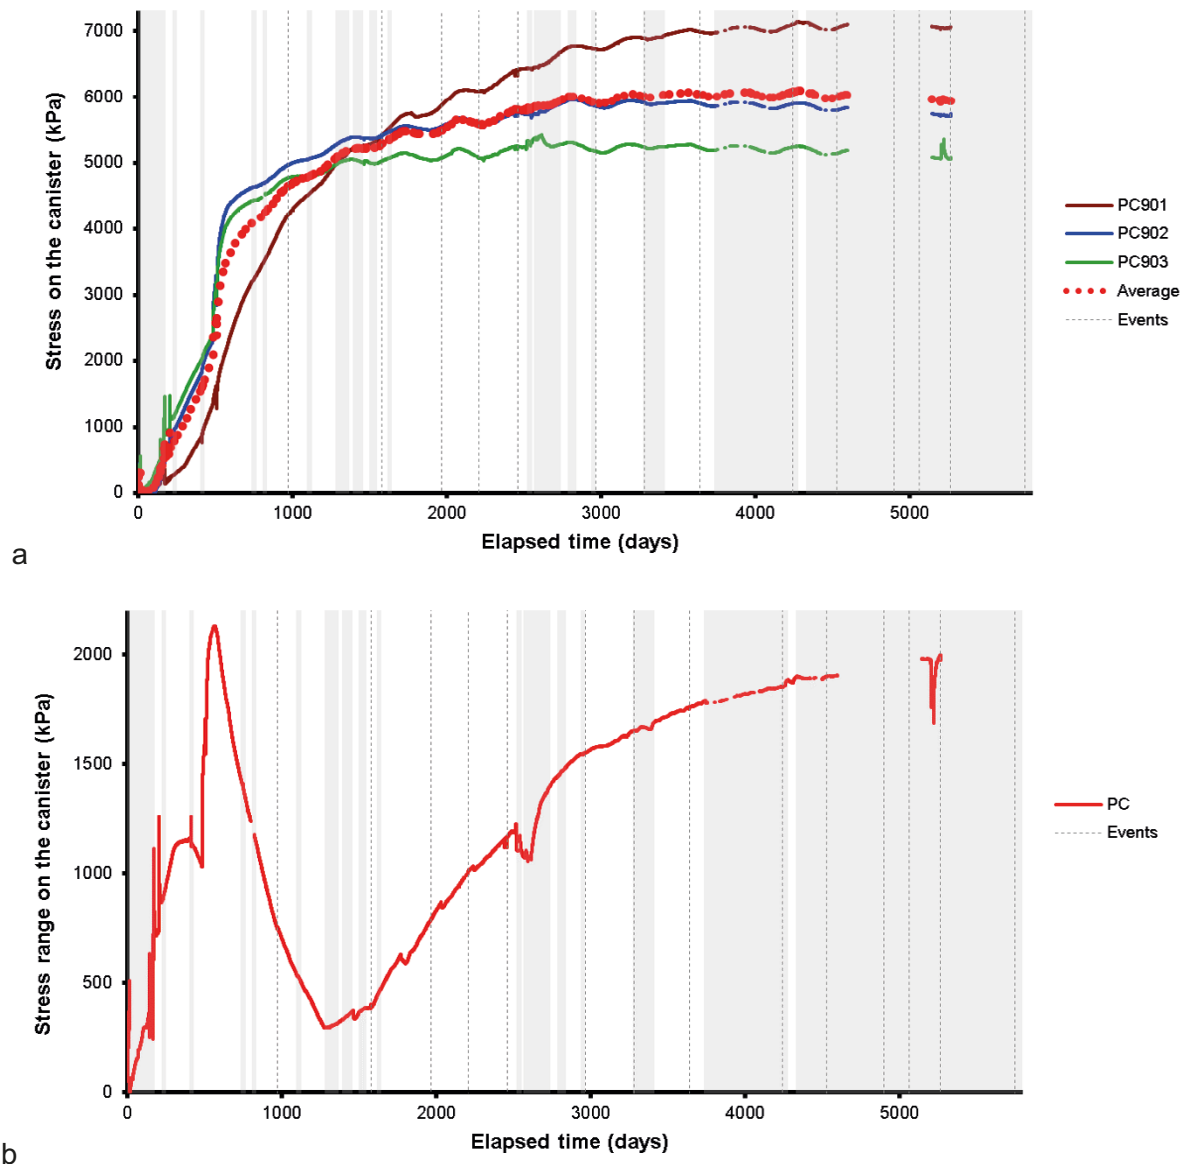 7000
6000
5000
4000
3000
2000
1000
0
Stress on the canister (kPa)
0 1000 2000 3000 4000 5000
Elapsed time (days)
PC901
PC902
PC903
Average
Events
a
2000
1500
1000
500
0
Stress range on the canister (kPa)
0 1000 2000 3000 4000 5000
Elapsed time (days)
PC
Events
b